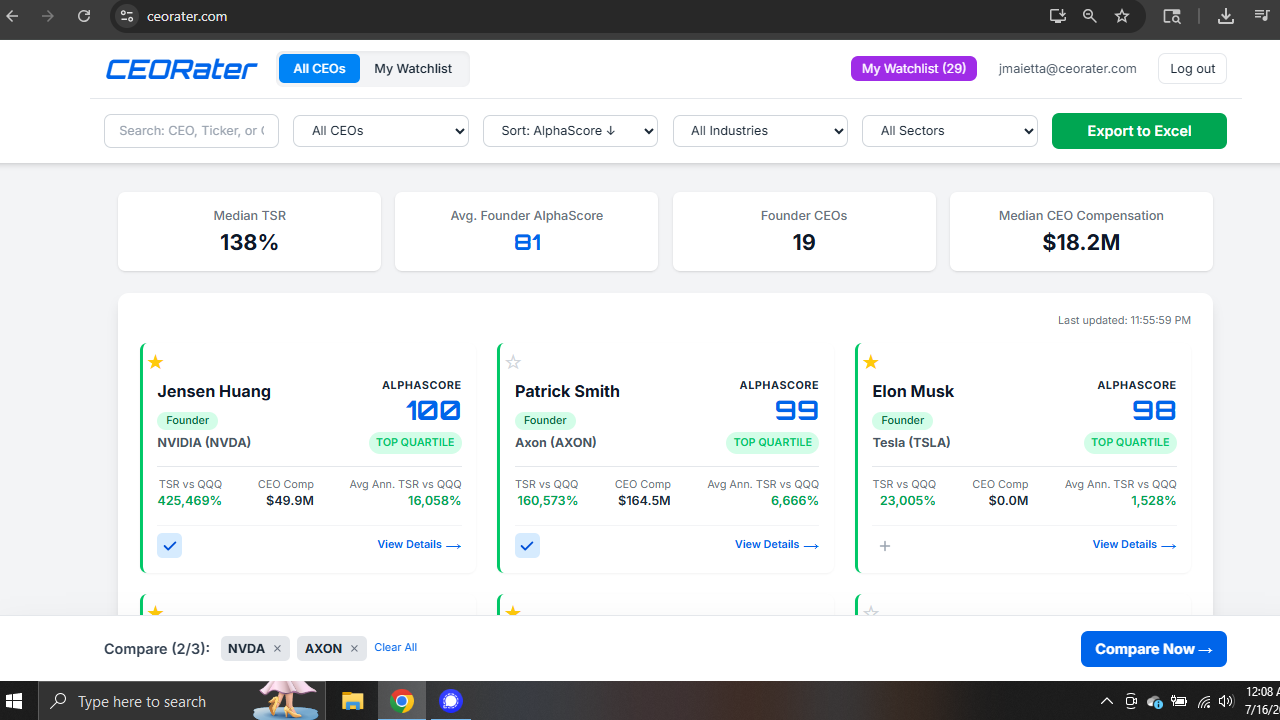 ceorater.com
CEORater
All CEOs
My Watchlist
My Watchlist (29)
jmaietta@ceorater.com
Log out
Search: CEO, Ticker, or
All CEOs
Sort: AlphaScore ↓
All Industries
All Sectors
Export to Excel
Median TSR
138%
Avg. Founder AlphaScore
81
Founder CEOs
19
Median CEO Compensation
$18.2M
Last updated: 11:55:59 PM
Jensen Huang
Founder
NVIDIA (NVDA)
ALPHASCORE
100
TOP QUARTILE
TSR vs QQQ
425,469%
CEO Comp
$49.9M
Avg Ann. TSR vs QQQ
16,058%
View Details →
Patrick Smith
Founder
Axon (AXON)
ALPHASCORE
99
TOP QUARTILE
TSR vs QQQ
160,573%
CEO Comp
$164.5M
Avg Ann. TSR vs QQQ
6,666%
View Details →
Elon Musk
Founder
Tesla (TSLA)
ALPHASCORE
98
TOP QUARTILE
TSR vs QQQ
23,005%
CEO Comp
$0.0M
Avg Ann. TSR vs QQQ
1,528%
+
View Details →
Compare (2/3):
NVDA ×
AXON ×
Clear All
Compare Now →
Type here to search
12:08
7/16/2